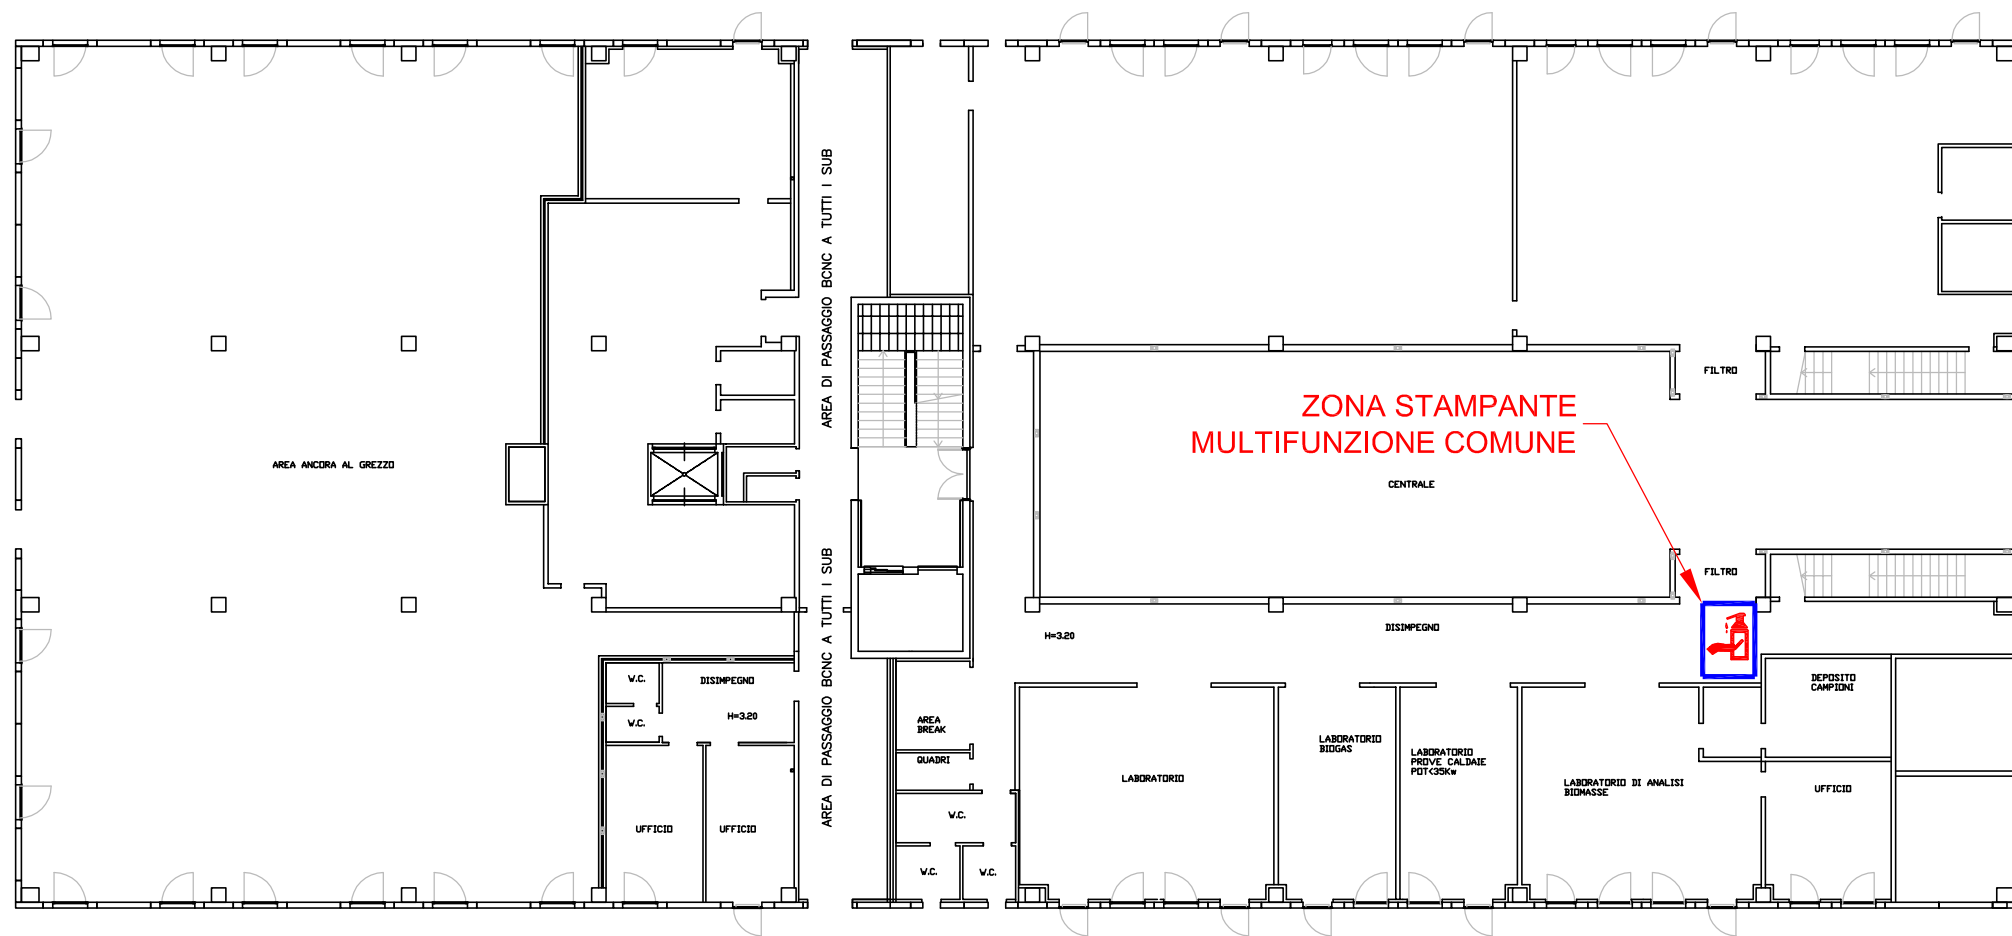 AREA DI PASSAGGIO BCNC A TUTTI I SUB
AREA DI PASSAGGIO BCNC A TUTTI I SUB
AREA ANCORA AL GREZZO
W.C.
W.C.
DISIMPEGNO
H=3.20
UFFICIO
UFFICIO
AREA
BREAK
QUADRI
W.C.
W.C.
W.C.
FILTRO
ZONA STAMPANTE
MULTIFUNZIONE COMUNE
CENTRALE
FILTRO
H=3.20
DISIMPEGNO
LABORATORIO
LABORATORIO
BIOGAS
LABORATORIO
PROVE CALDAIE
POT<35Kw
LABORATORIO DI ANALISI
BIOMASSE
DEPOSITO
CAMPIONI
UFFICIO